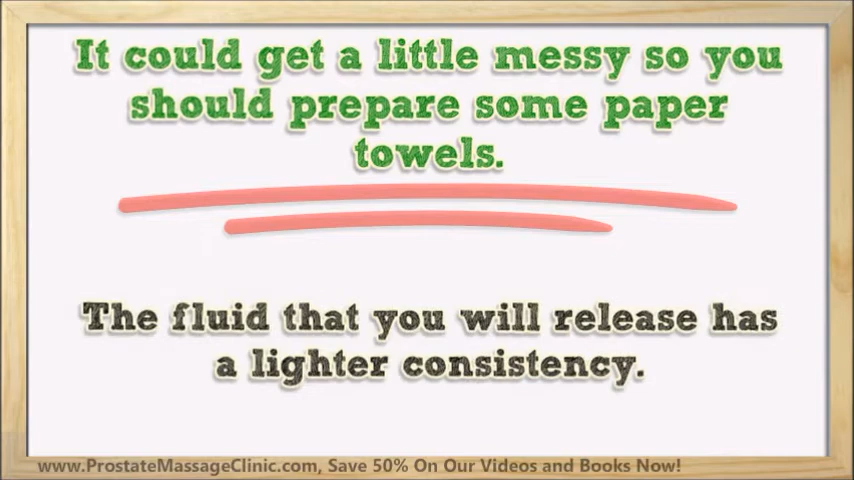 It could get a little messy so you
should prepare some paper
towels.
The fluid that you will release has
a lighter consistency.
www.ProstateMassageClinic.com, Save 50% On Our Videos and Books Now!